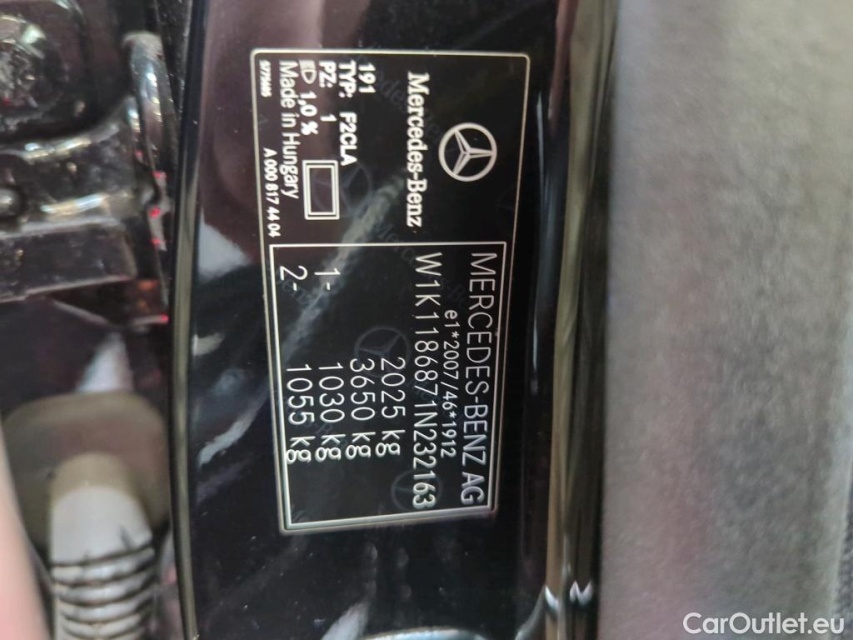 Mercedes-Benz
191
TYP: F2CLA
PZ: 1
1,0 %
Made in Hungary
5775605
A 000 817 44 04
MERCEDES-BENZ AG
e1*2007/46*1912
W1K1186871N232163
2025 kg
3650 kg
1- 1030 kg
2- 1055 kg
CarOutlet.eu